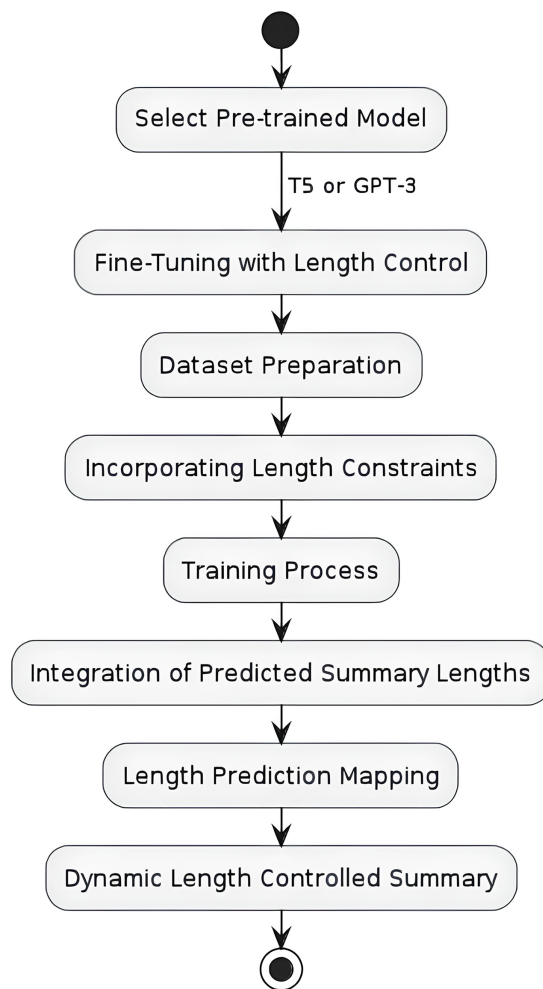 Select Pre-trained Model
T5 or GPT-3
Fine-Tuning with Length Control
Dataset Preparation
Incorporating Length Constraints
Training Process
Integration of Predicted Summary Lengths
Length Prediction Mapping
Dynamic Length Controlled Summary